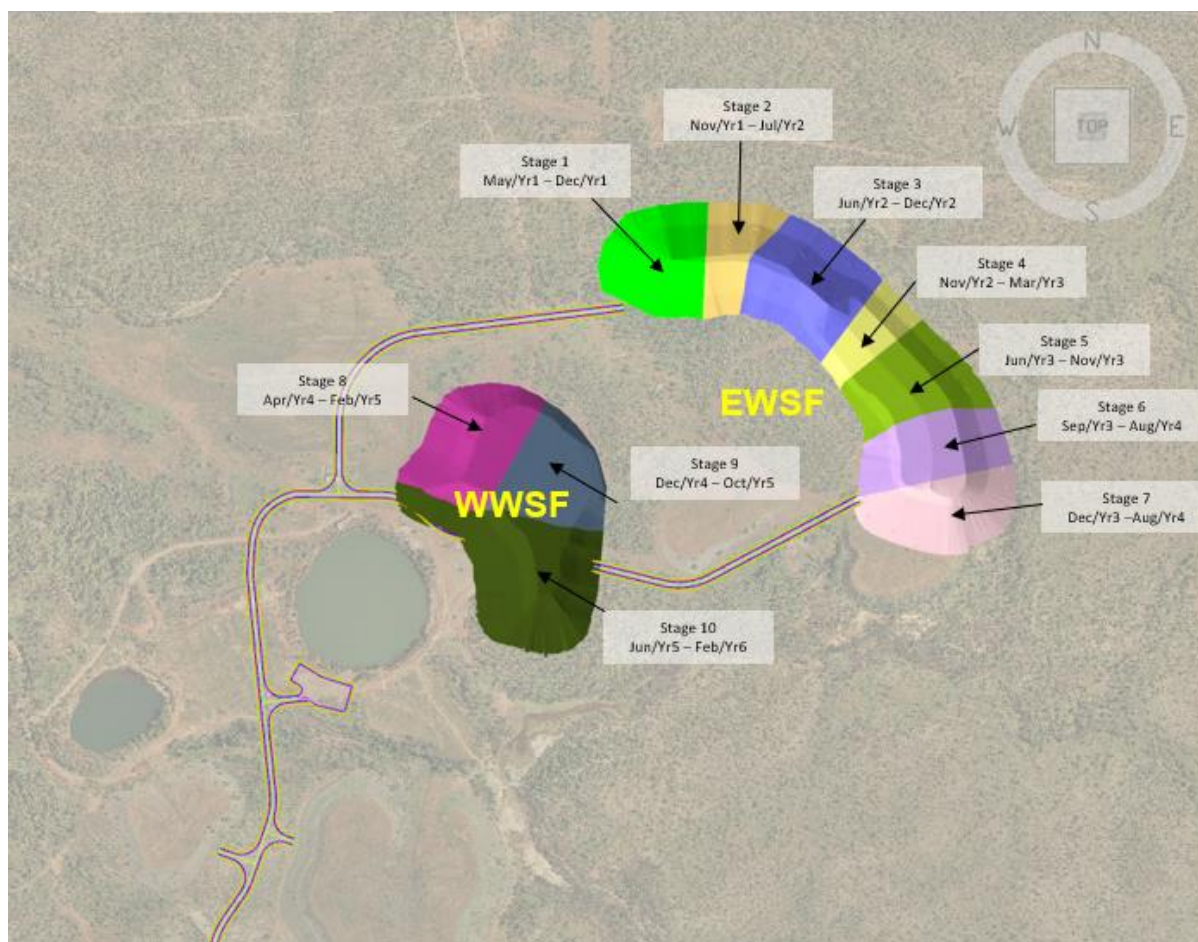 N
W
TOP
E
S
Stage 2
Nov/Yr1 – Jul/Yr2
Stage 1
May/Yr1 – Dec/Yr1
Stage 3
Jun/Yr2 – Dec/Yr2
Stage 4
Nov/Yr2 – Mar/Yr3
Stage 5
Jun/Yr3 – Nov/Yr3
Stage 8
Apr/Yr4 – Feb/Yr5
EWSF
Stage 6
Sep/Yr3 – Aug/Yr4
Stage 9
Dec/Yr4 – Oct/Yr5
WWSF
Stage 7
Dec/Yr3 –Aug/Yr4
Stage 10
Jun/Yr5 – Feb/Yr6